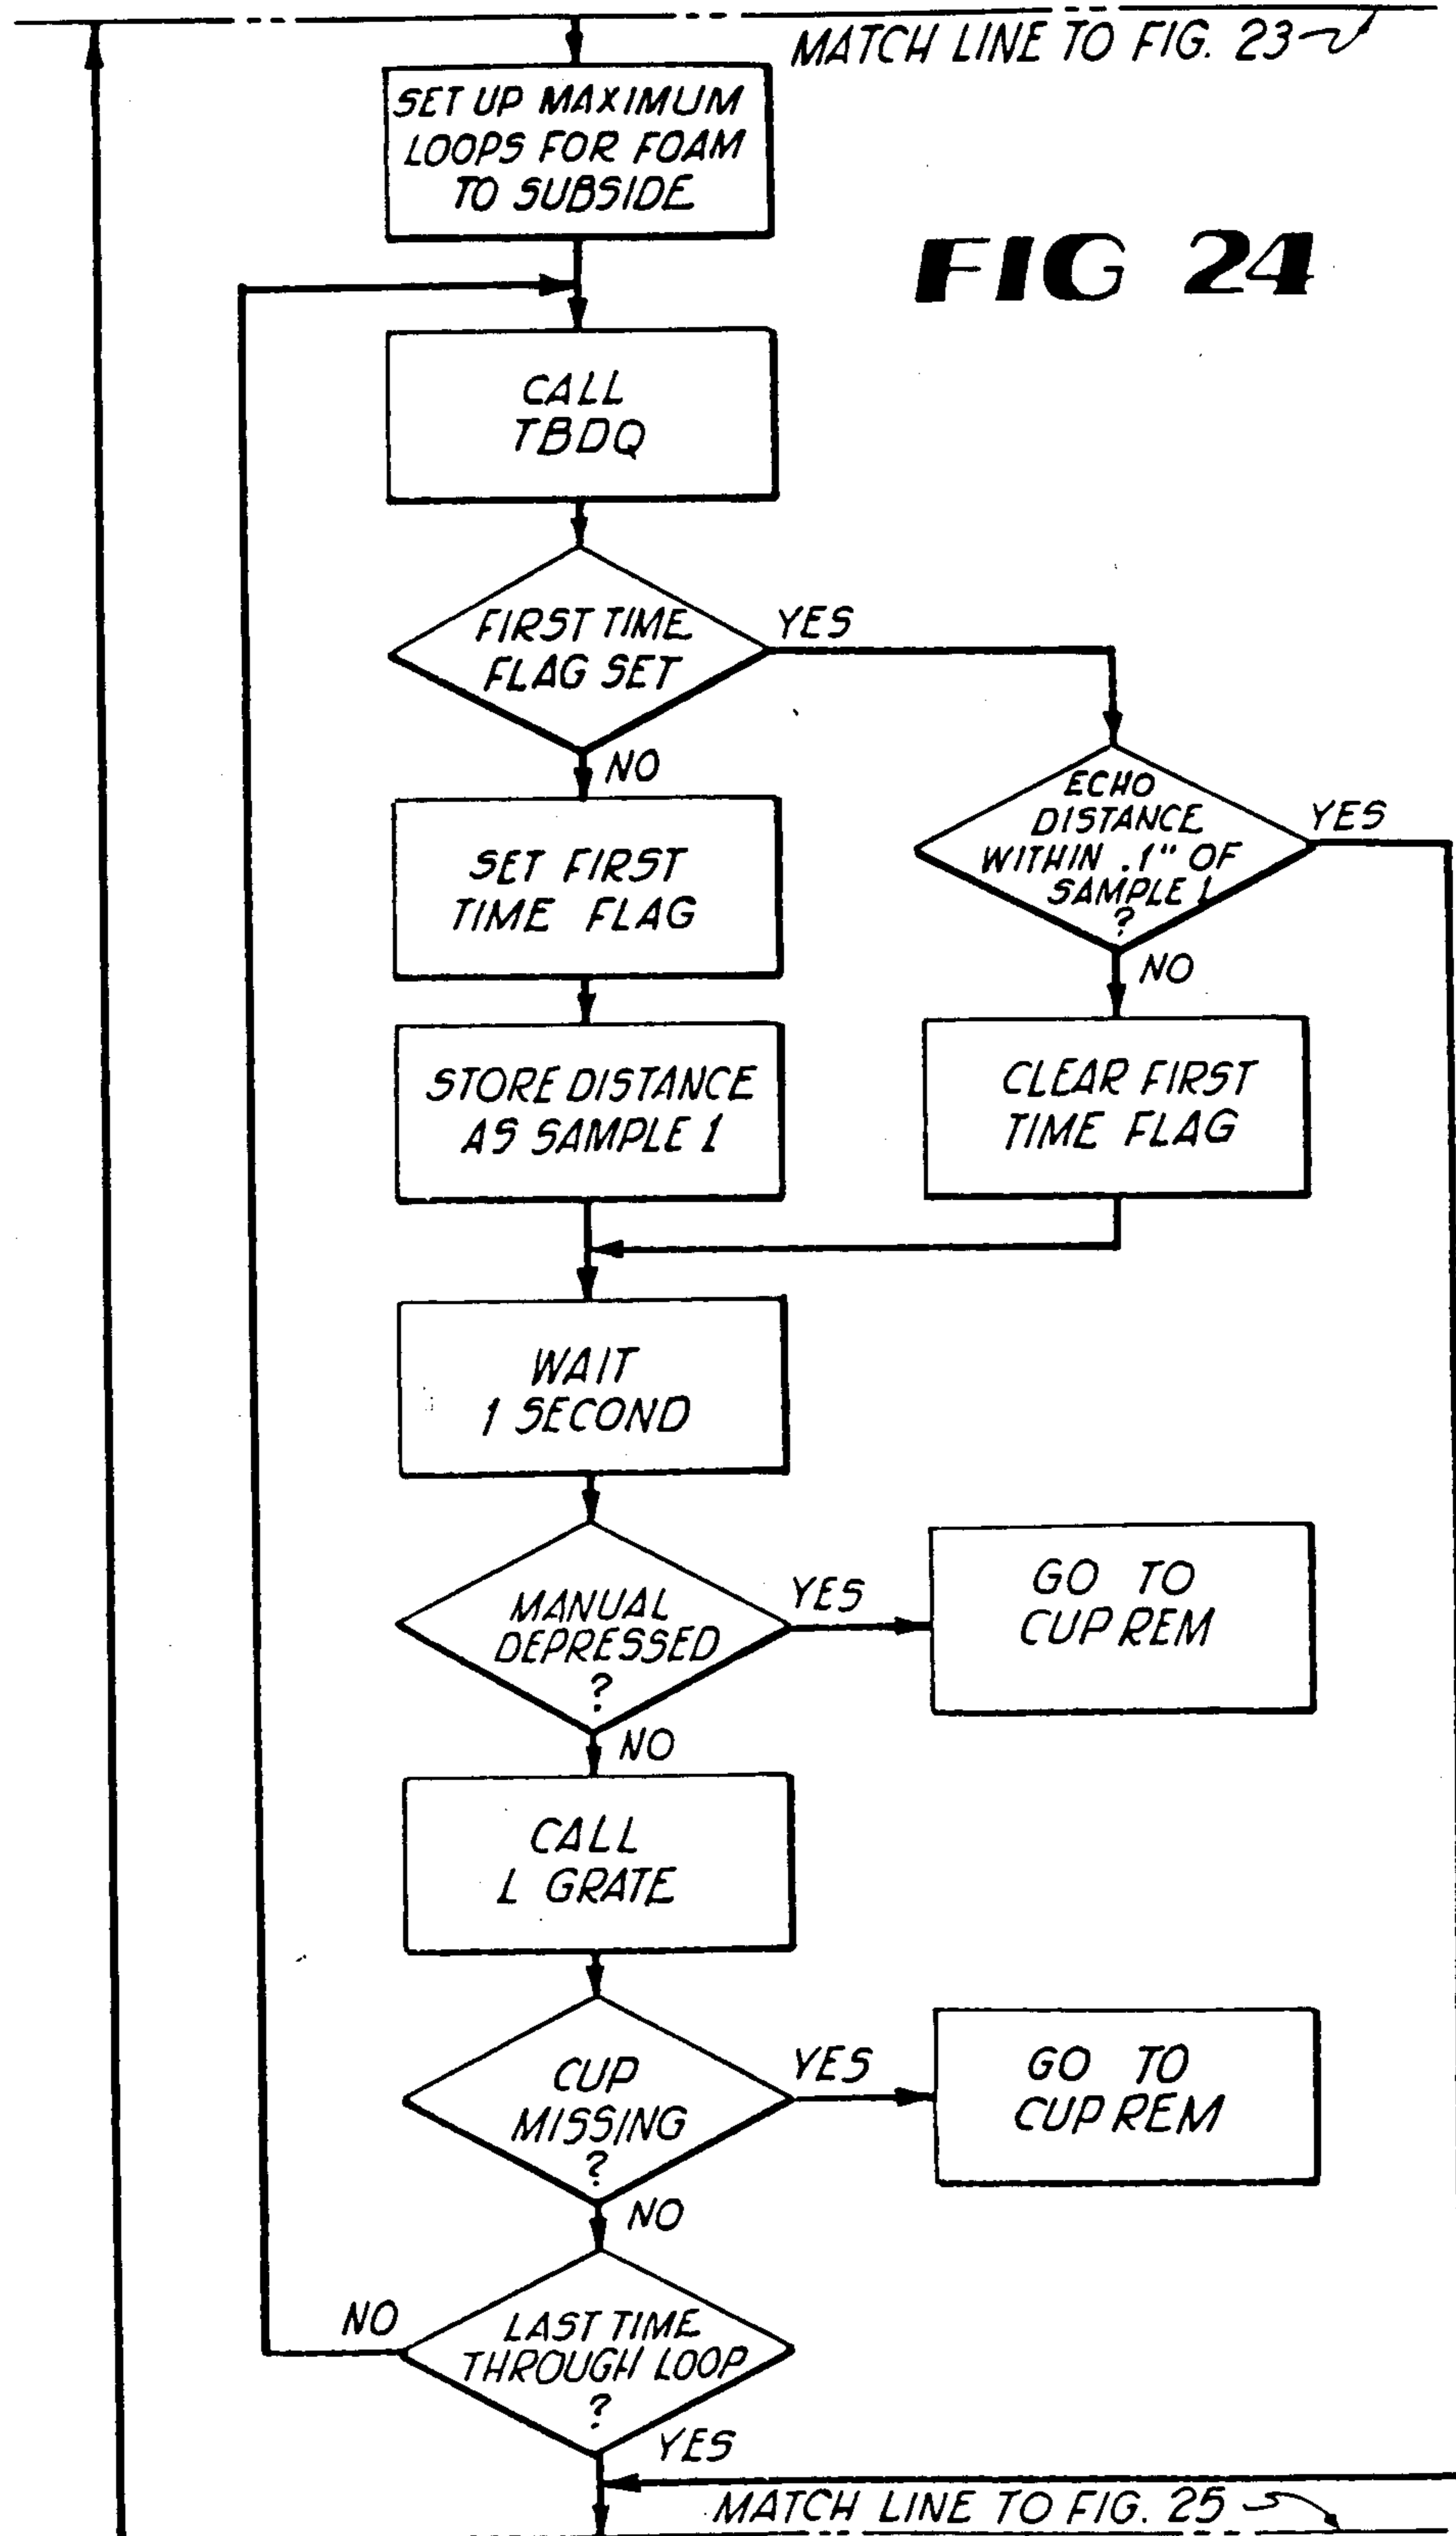 MATCH LINE TO FIG. 23
SET UP MAXIMUM
LOOPS FOR FOAM
TO SUBSIDE
FIG 24
CALL
TBDQ
FIRST TIME
FLAG SET
YES
NO
ECHO
DISTANCE
WITHIN .1" OF
SAMPLE 1
?
YES
NO
SET FIRST
TIME FLAG
STORE DISTANCE
AS SAMPLE 1
CLEAR FIRST
TIME FLAG
WAIT
1 SECOND
MANUAL
DEPRESSED
?
YES
GO TO
CUP REM
NO
CALL
L GRATE
CUP
MISSING
?
YES
GO TO
CUP REM
NO
LAST TIME
THROUGH LOOP
?
NO
YES
MATCH LINE TO FIG. 25